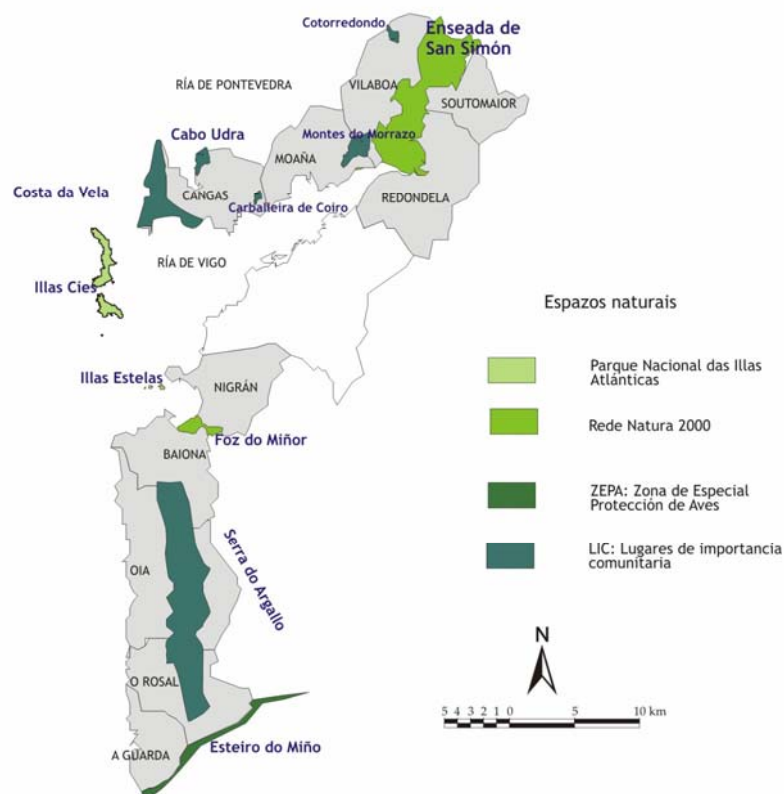 Cotorredondo
Enseada de
San Simón
RÍA DE PONTEVEDRA
VILABOA
SOUTOMAIOR
Cabo Udra
Montes do Morrazo
MOAÑA
Costa da Vela
CANGAS
Carballeira de Coiro
REDONDELA
RÍA DE VIGO
Illas Cies
Espazos naturais
Illas Estelas
NIGRÁN
Parque Nacional das Illas
Atlánticas
Rede Natura 2000
Foz do Miñor
BAIONA
ZEPA: Zona de Especial
Protección de Aves
LIC: Lugares de importancia
comunitaria
OIA
Serra do Argallo
N
O ROSAL
5 4 3 2 1 0 5 10 km
Esteiro do Miño
A GUARDA